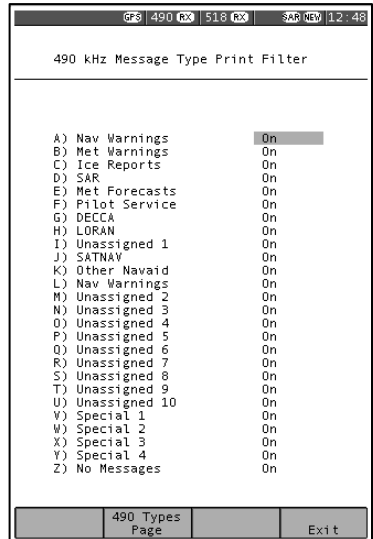 GPS 490 RX 518 RX SAR NEW 12:48
490 kHz Message Type Print Filter
A) Nav Warnings On
B) Met Warnings On
C) Ice Reports On
D) SAR On
E) Met Forecasts On
F) Pilot Service On
G) DECCA On
H) LORAN On
I) Unassigned 1 On
J) SATNAV On
K) Other Navaid On
L) Nav Warnings On
M) Unassigned 2 On
N) Unassigned 3 On
O) Unassigned 4 On
P) Unassigned 5 On
Q) Unassigned 6 On
R) Unassigned 7 On
S) Unassigned 8 On
T) Unassigned 9 On
U) Unassigned 10 On
V) Special 1 On
W) Special 2 On
X) Special 3 On
Y) Special 4 On
Z) No Messages On
490 Types
Page Exit